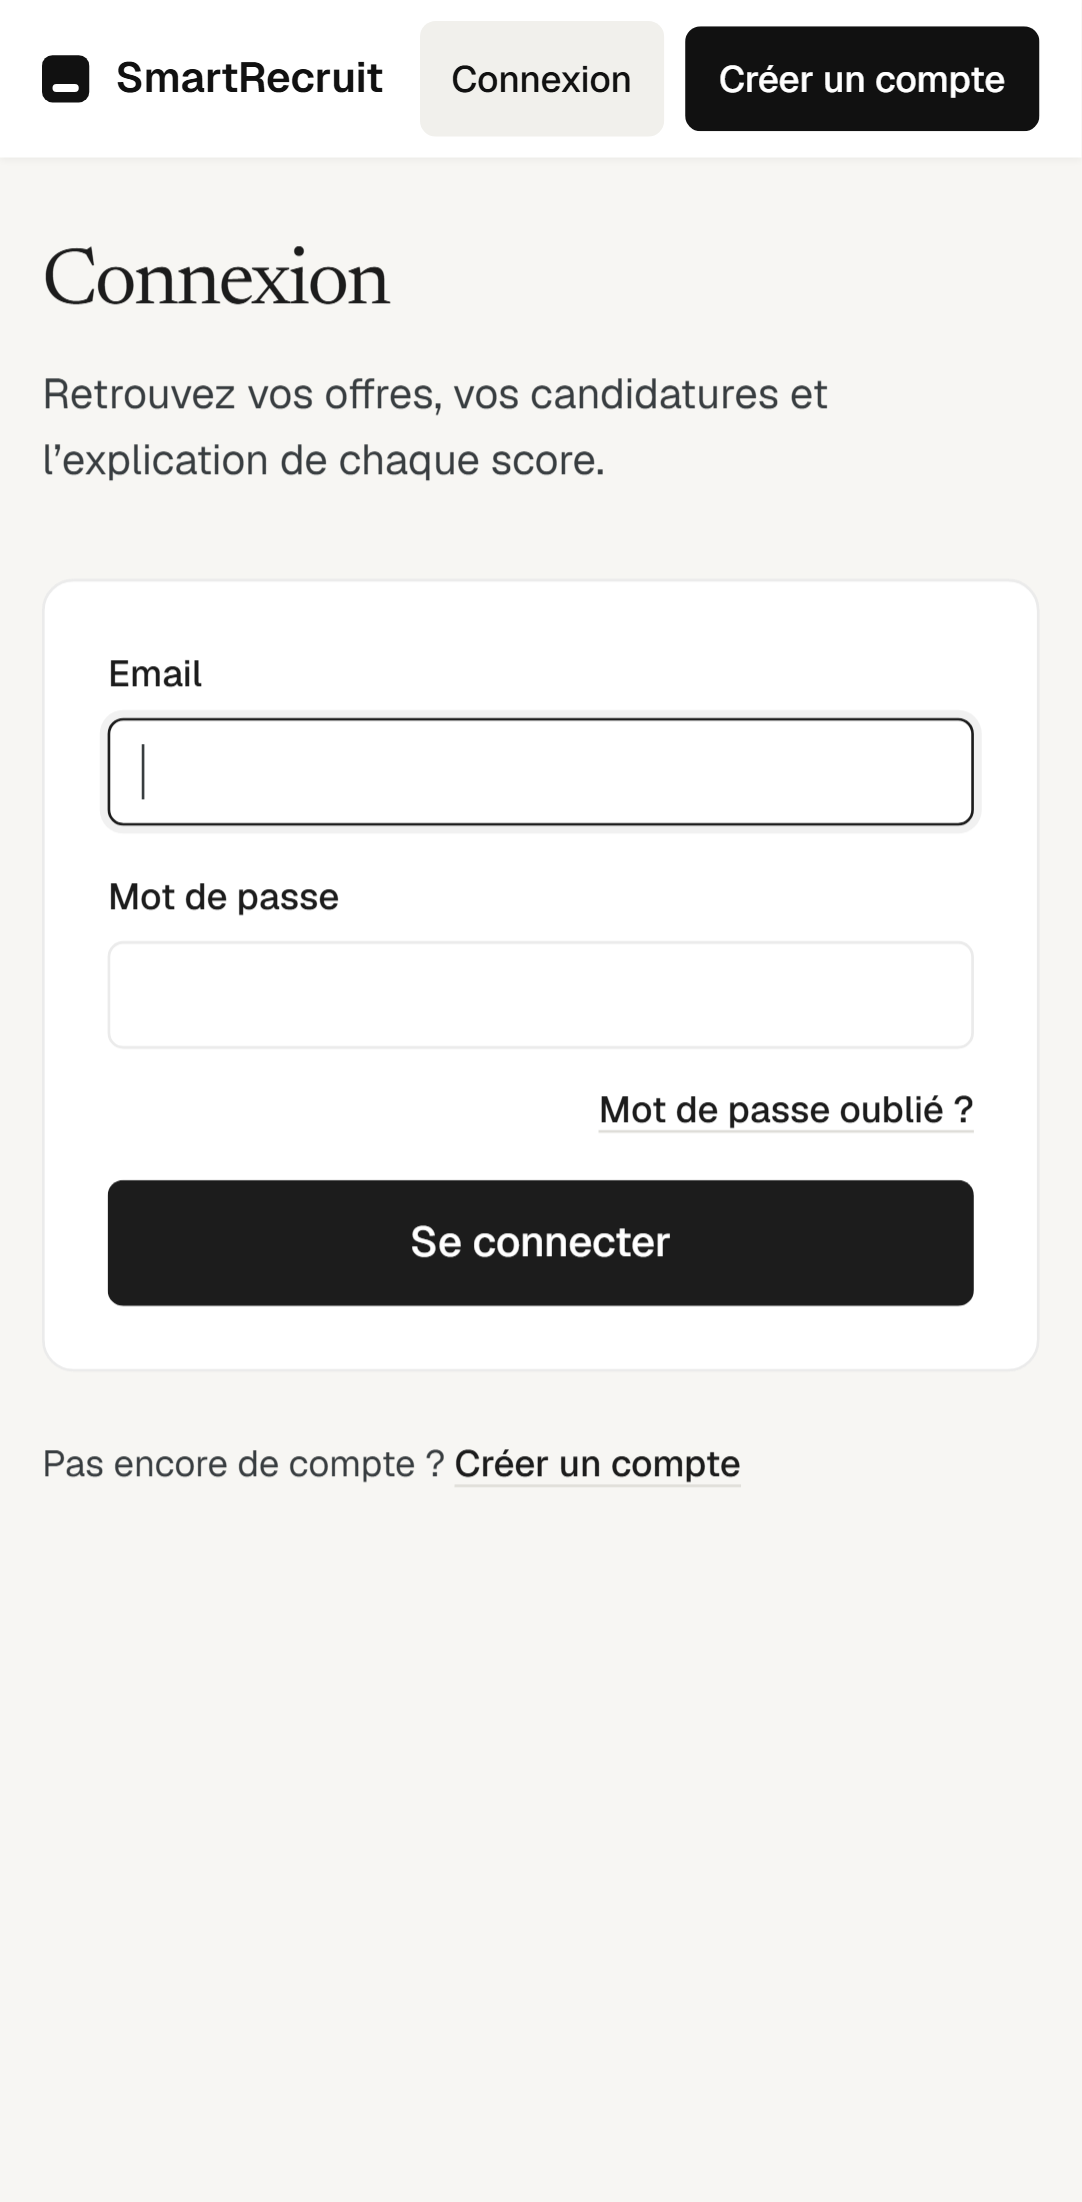 SmartRecruit
Connexion
Créer un compte
Connexion
Retrouvez vos offres, vos candidatures et
l’explication de chaque score.
Email
Mot de passe
Mot de passe oublié ?
Se connecter
Pas encore de compte ? Créer un compte